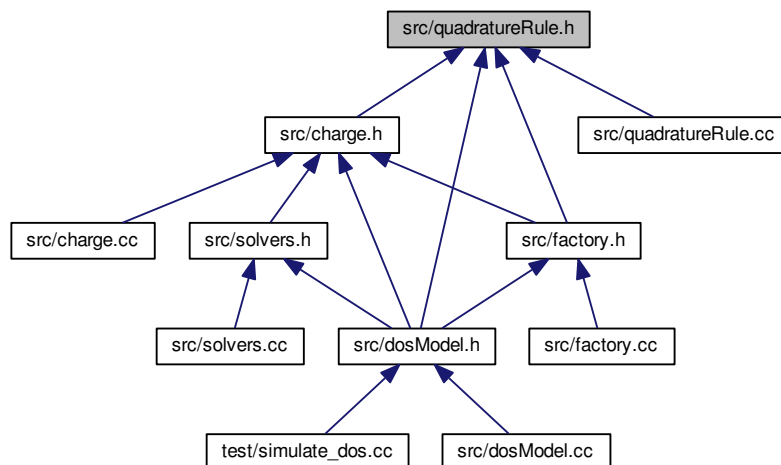 src/quadratureRule.h
src/charge.h
src/quadratureRule.cc
src/charge.cc
src/solvers.h
src/factory.h
src/solvers.cc
src/dosModel.h
src/factory.cc
test/simulate_dos.cc
src/dosModel.cc